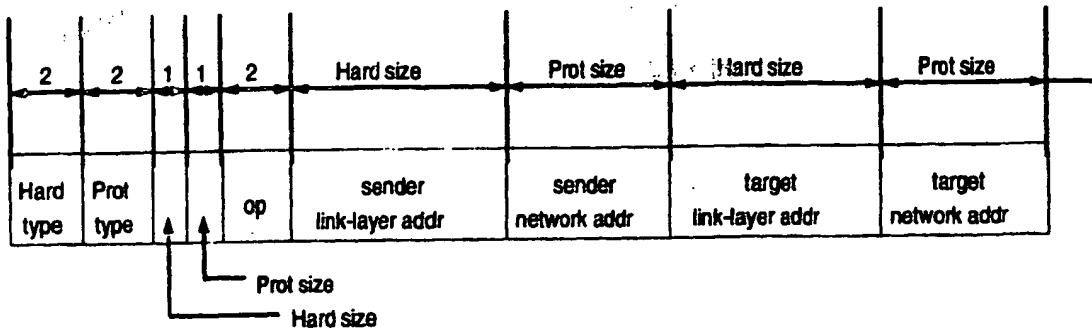 2 2 1 1 2 Hard size Prot size Hard size Prot size
Hard type
Prot type
op
sender link-layer addr
sender network addr
target link-layer addr
target network addr
Prot size
Hard size